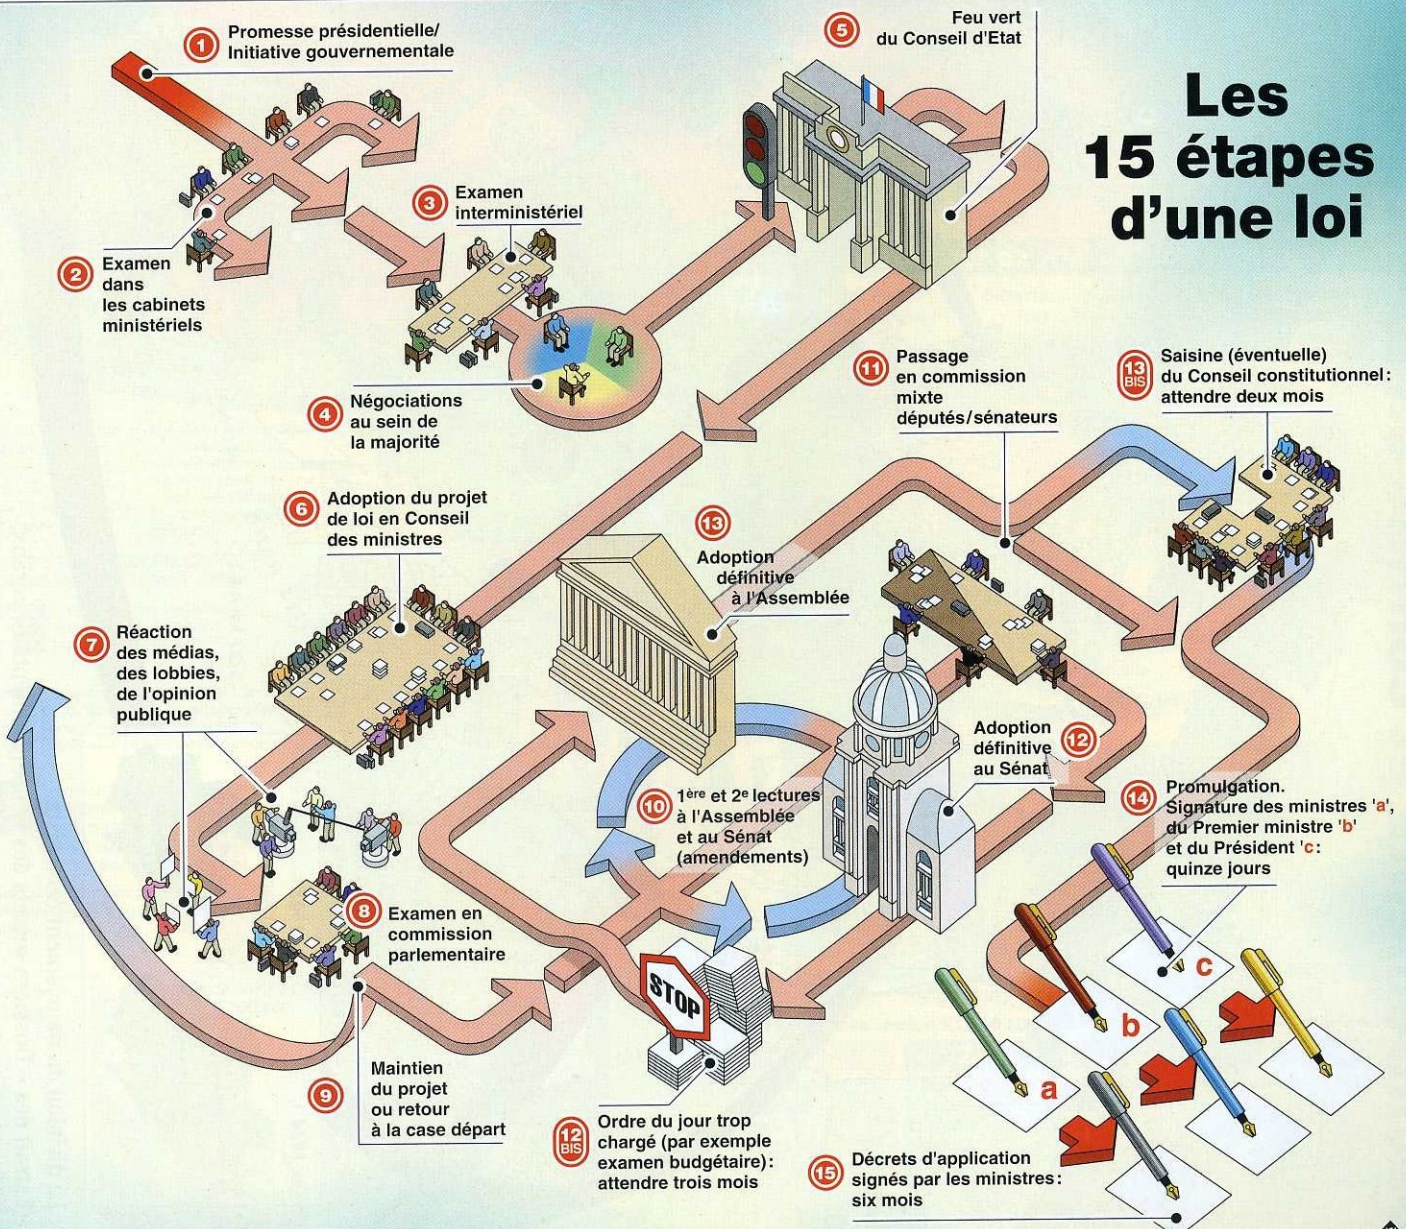 Les
15 étapes
d'une loi
1
Promesse présidentielle/
Initiative gouvernementale
2
Examen
dans
les cabinets
ministériels
3
Examen
interministériel
4
Négociations
au sein de
la majorité
5
Feu vert
du Conseil d'Etat
6
Adoption du projet
de loi en Conseil
des ministres
7
Réaction
des médias,
des lobbies,
de l'opinion
publique
8
Examen en
commission
parlementaire
9
Maintien
du projet
ou retour
à la case départ
10
1ère et 2e lectures
à l'Assemblée
et au Sénat
(amendements)
11
Passage
en commission
mixte
députés/sénateurs
12
Adoption
définitive
au Sénat
12
BIS
Ordre du jour trop
chargé (par exemple
examen budgétaire):
attendre trois mois
STOP
13
Adoption
définitive
à l'Assemblée
13
BIS
Saisine (éventuelle)
du Conseil constitutionnel:
attendre deux mois
14
Promulgation.
Signature des ministres 'a',
du Premier ministre 'b'
et du Président 'c:
quinze jours
a
b
c
15
Décrets d'application
signés par les ministres:
six mois